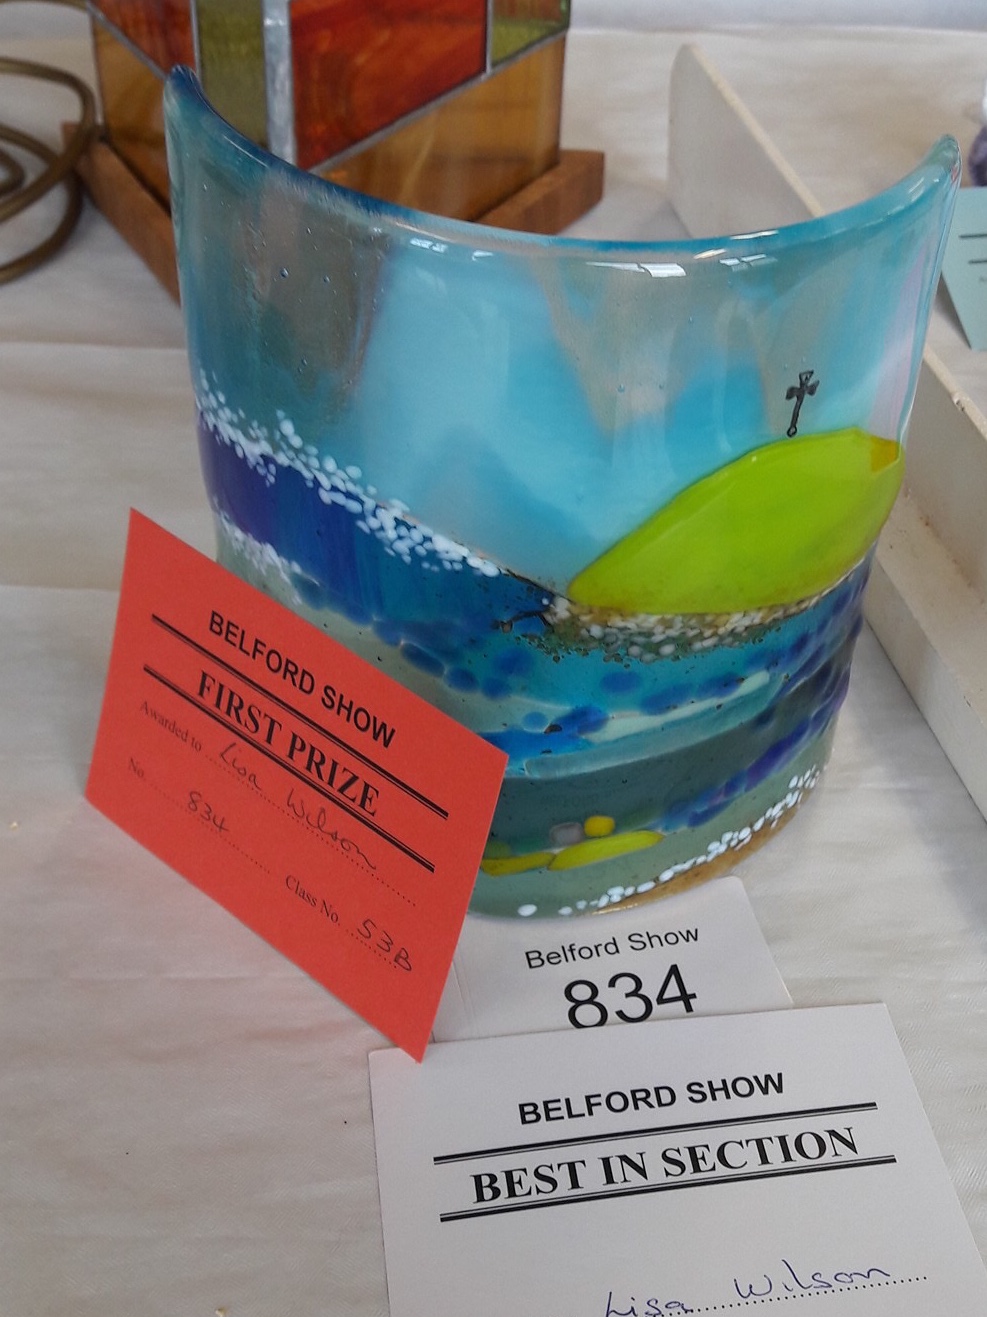 BELFORD SHOW
FIRST PRIZE
Awarded to Lisa Wilson
No. 834
Class No. S3B
Belford Show
834
BELFORD SHOW
BEST IN SECTION
Lisa Wilson